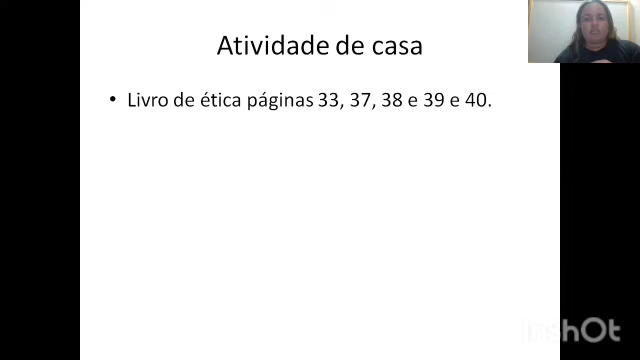 Atividade de casa
• Livro de ética páginas 33, 37, 38 e 39 e 40.
InshOt